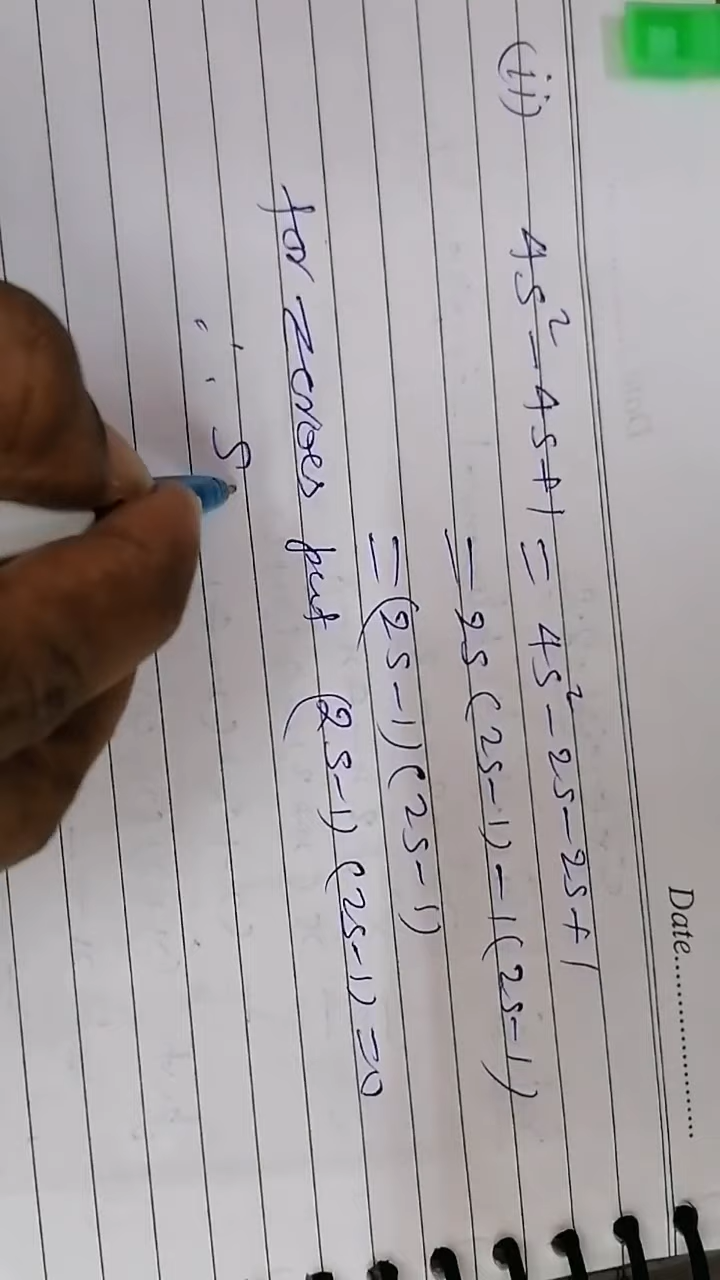 Date....................
(ii) 4s² - 4s + 1 = 4s² - 2s - 2s + 1
= 2s (2s - 1) - 1 (2s - 1)
= (2s - 1) (2s - 1)
for zeroes put (2s - 1) (2s - 1) = 0
∴ s